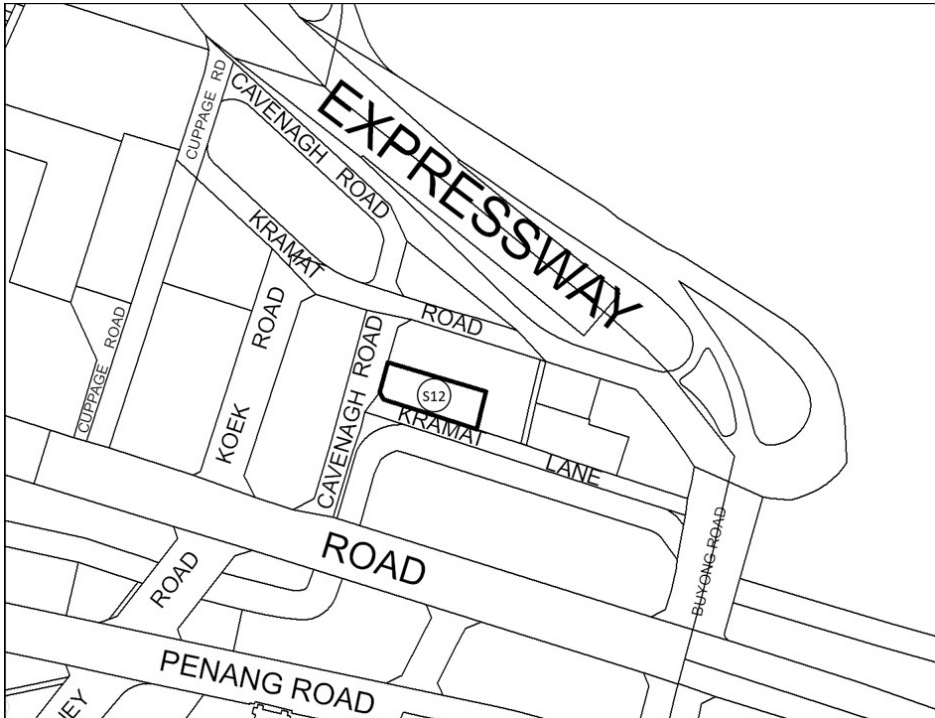 CUPPAGE RD
CAVENAGH ROAD
EXPRESSWAY
KRAMAT
ROAD
KOEK ROAD
CUPPAGE ROAD
CAVENAGH ROAD
S12
KRAMAT
LANE
BUYONG ROAD
ROAD
ROAD
PENANG ROAD